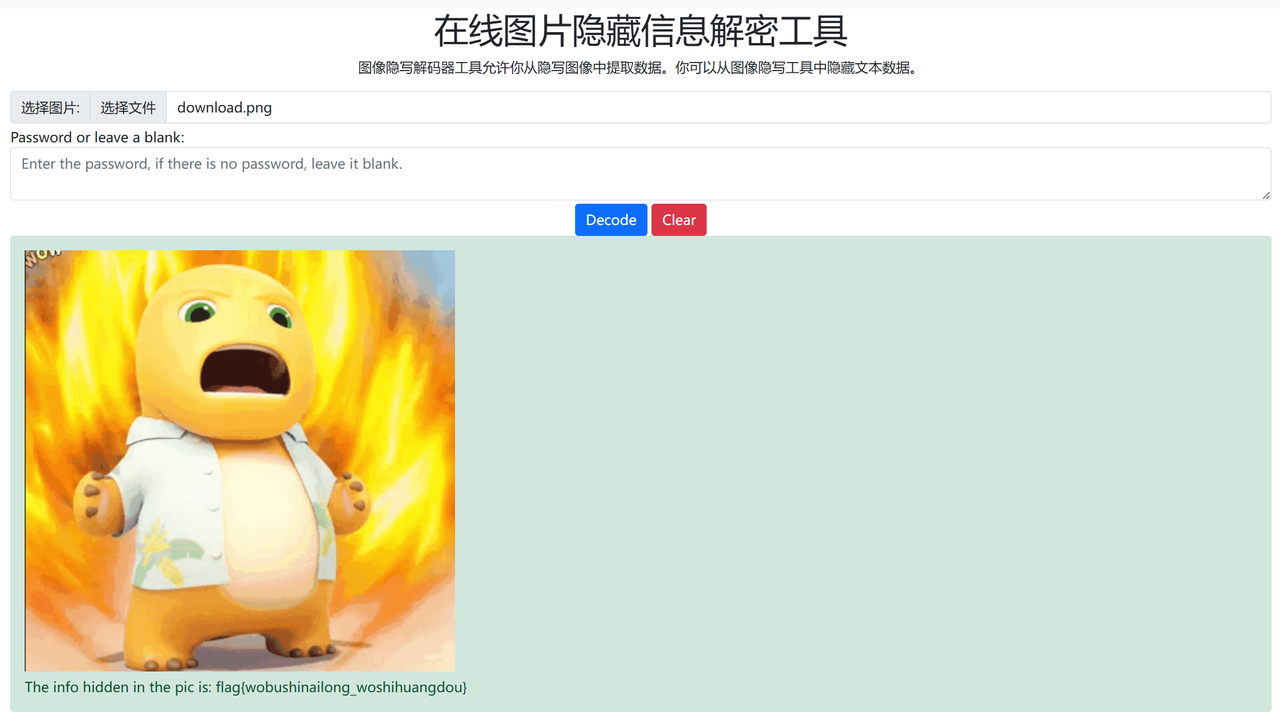 在线图片隐藏信息解密工具
图像隐写解码器工具允许你从隐写图像中提取数据。你可以从图像隐写工具中隐藏文本数据。
选择图片: 选择文件 download.png
Password or leave a blank:
Enter the password, if there is no password, leave it blank.
Decode Clear
WOW
The info hidden in the pic is: flag{wobushinailong_woshihuangdou}